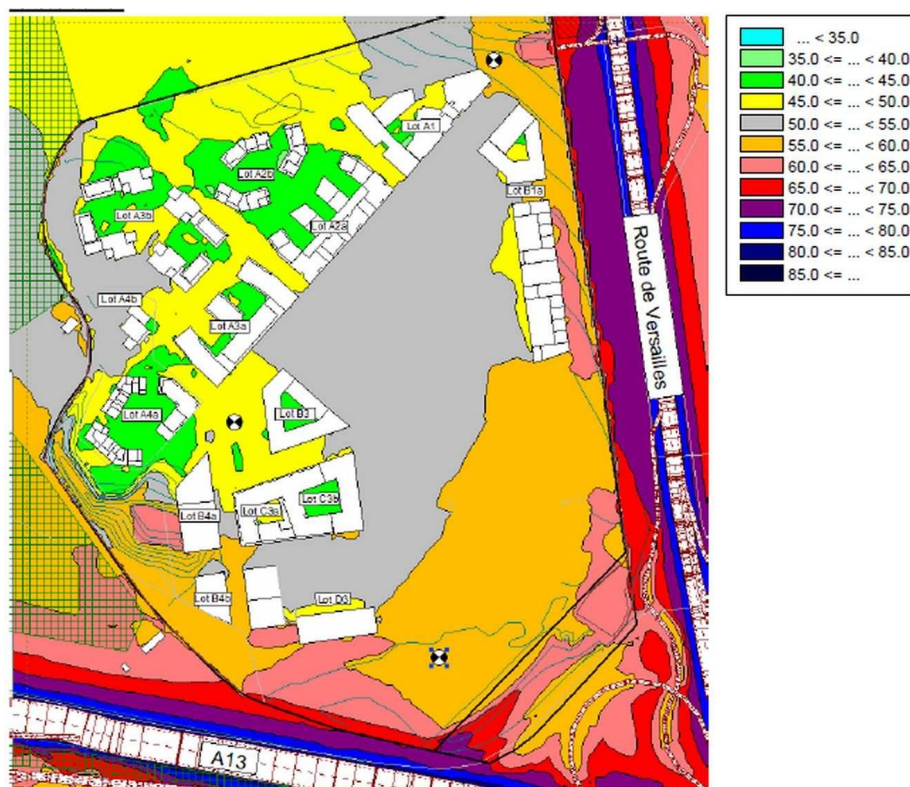 ... < 35.0
35.0 <= ... < 40.0
40.0 <= ... < 45.0
45.0 <= ... < 50.0
50.0 <= ... < 55.0
55.0 <= ... < 60.0
60.0 <= ... < 65.0
65.0 <= ... < 70.0
70.0 <= ... < 75.0
75.0 <= ... < 80.0
80.0 <= ... < 85.0
85.0 <= ...
Lot A1
Lot A2b
Lot B1a
Lot A3b
Lot A2a
Route de Versailles
Lot A4b
Lot A3a
Lot A4a
Lot B3
Lot C3b
Lot C3a
Lot B4a
Lot B4b
Lot D3
A13